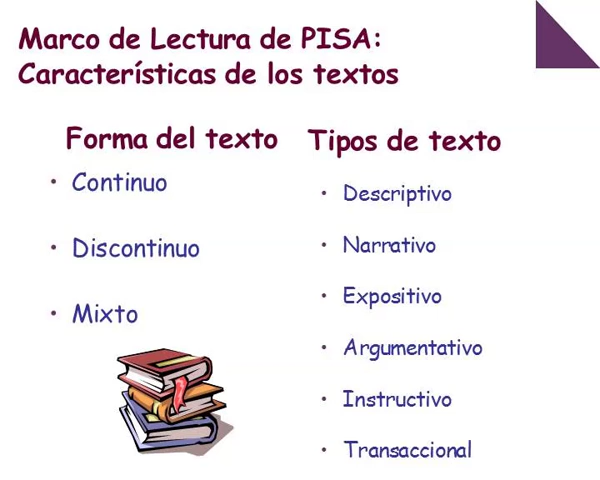 Marco de Lectura de PISA:
Características de los textos
Forma del texto
• Continuo
• Discontinuo
• Mixto
Tipos de texto
• Descriptivo
• Narrativo
• Expositivo
• Argumentativo
• Instructivo
• Transaccional